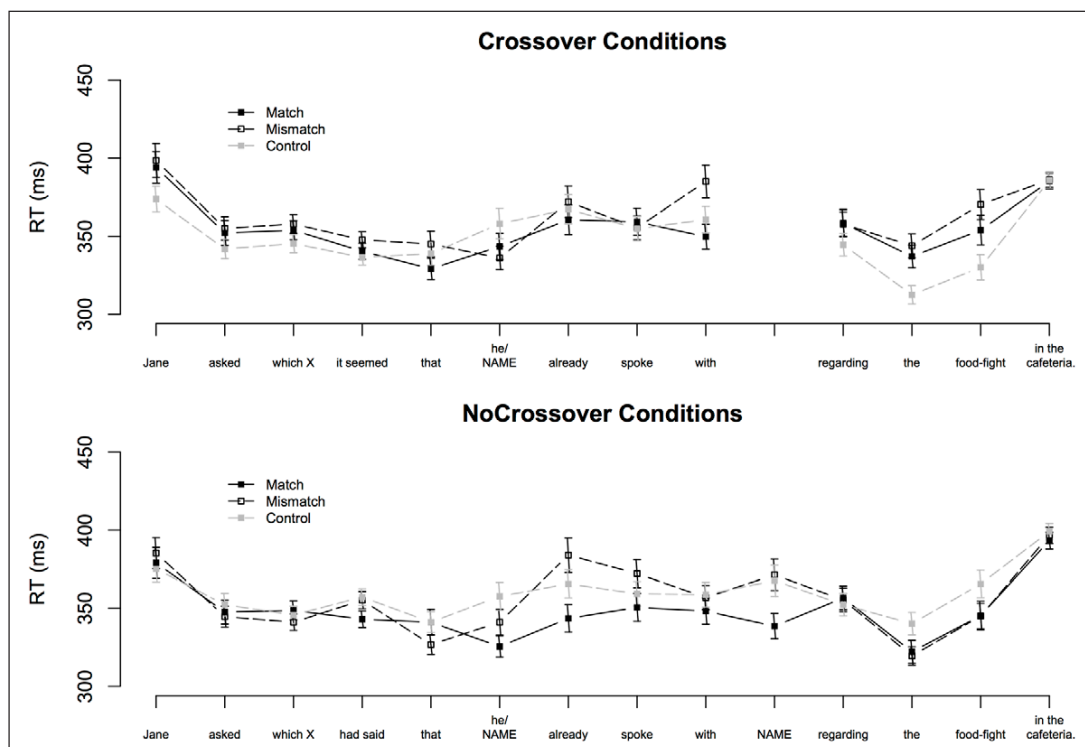 Crossover Conditions
450
400
350
300
RT (ms)
Match
Mismatch
Control
Jane asked which X it seemed that he/ NAME already spoke with regarding the food-fight in the cafeteria.
NoCrossover Conditions
450
400
350
300
RT (ms)
Match
Mismatch
Control
Jane asked which X had said that he/ NAME already spoke with NAME regarding the food-fight in the cafeteria.